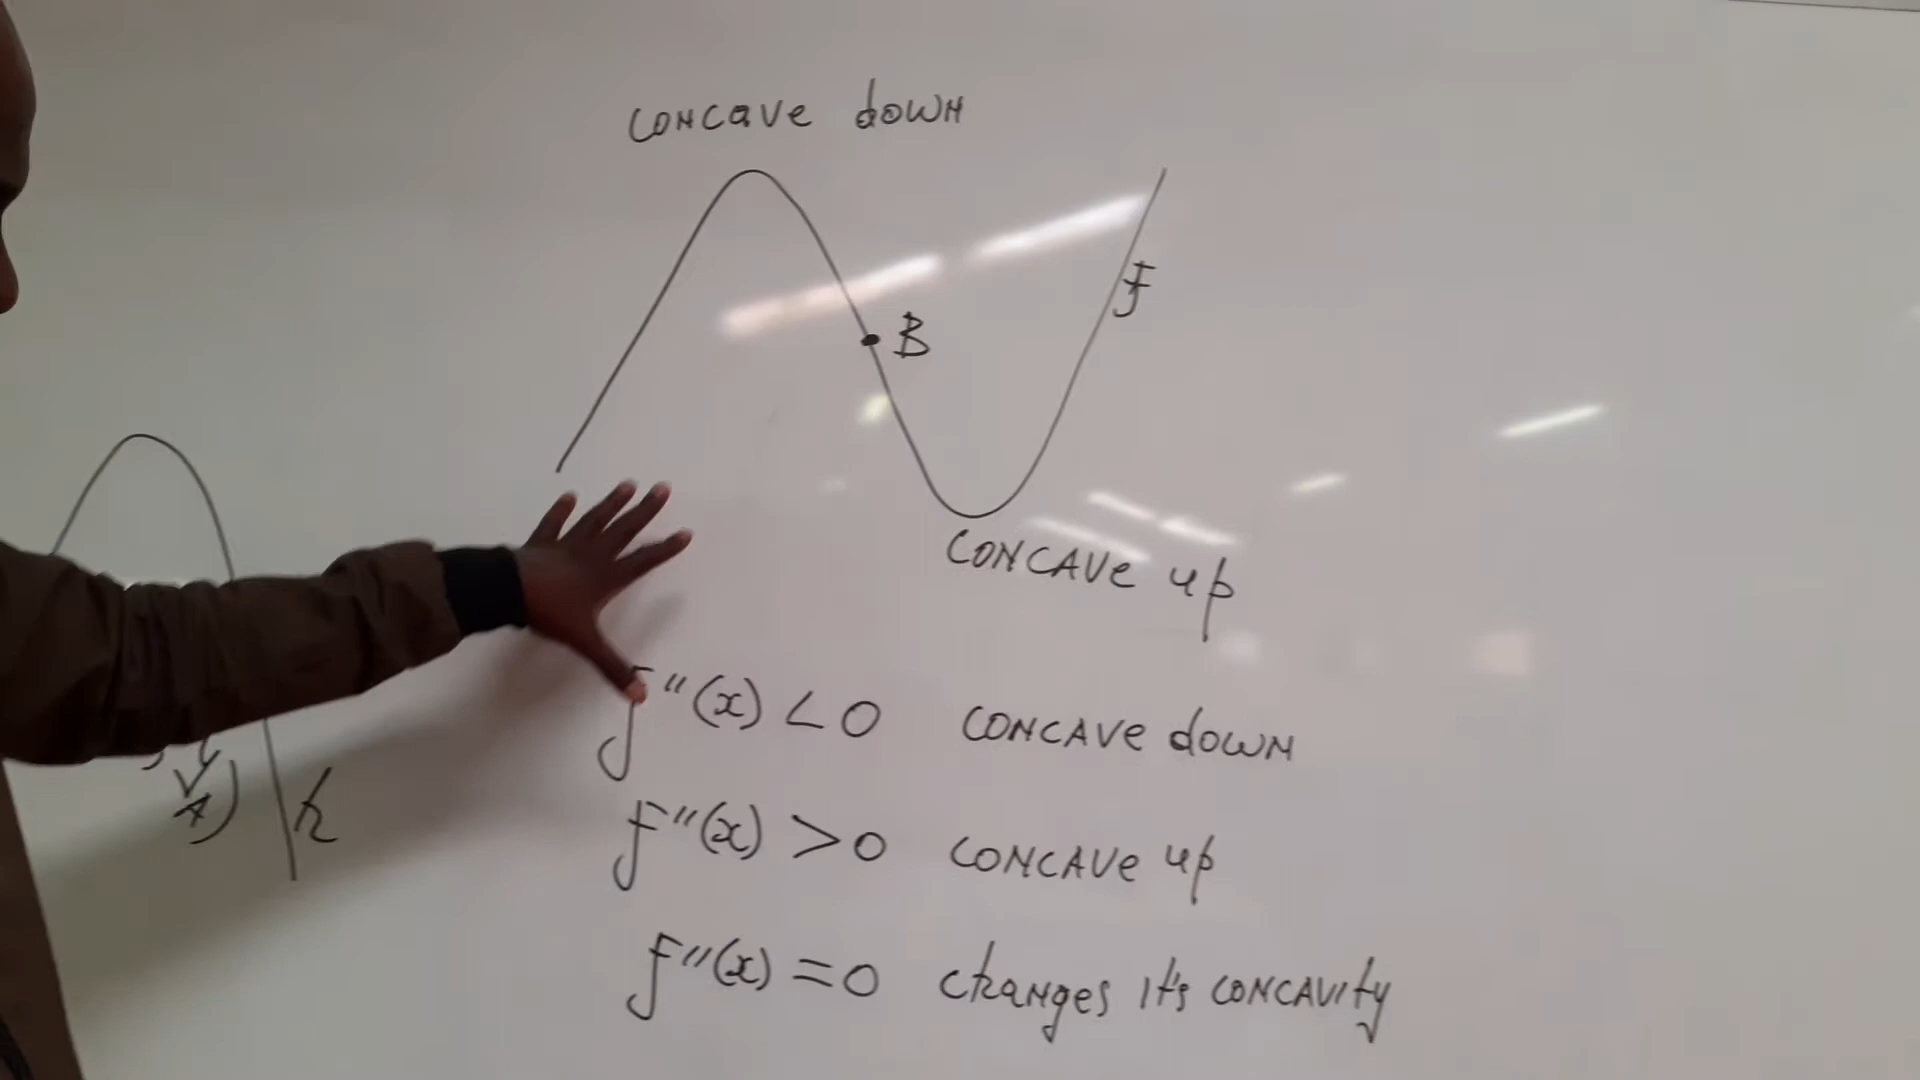 concave down
B
f
concave up
f''(x) < 0 concave down
f''(x) > 0 concave up
f''(x) = 0 changes it's concavity
h